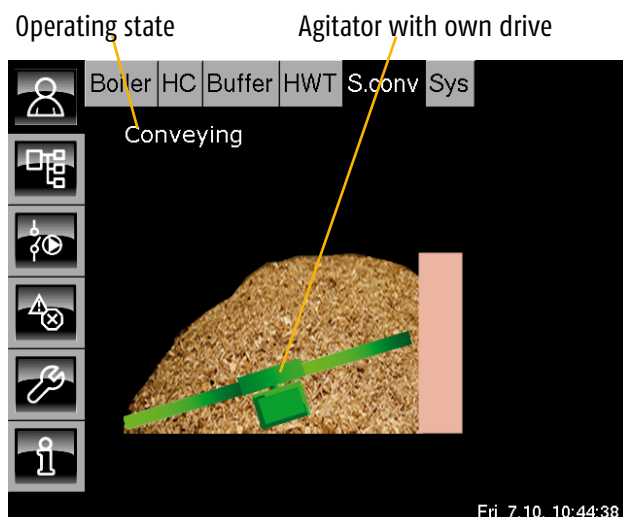 Operating state Agitator with own drive
Boiler HC Buffer HWT S.conv Sys
Conveying
Fri 7.10. 10:44:38